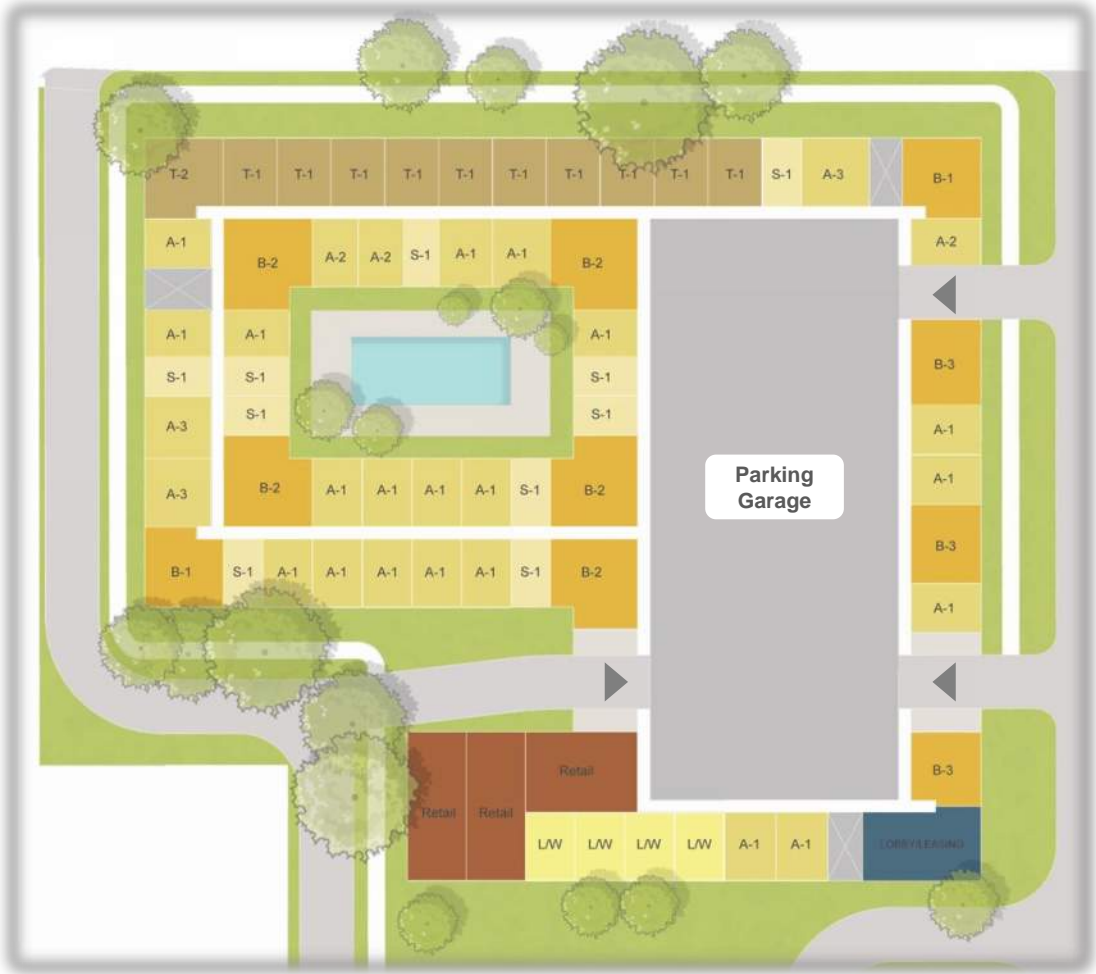 T-2 T-1 T-1 T-1 T-1 T-1 T-1 T-1 T-1 T-1 T-1 S-1 A-3 B-1
A-1 B-2 A-2 A-2 S-1 A-1 A-1 B-2 A-2
A-1 A-1 A-1 B-3
S-1 S-1 S-1
A-3 S-1 S-1 A-1
Parking
Garage
A-3 B-2 A-1 A-1 A-1 A-1 S-1 B-2 A-1
B-3
B-1 S-1 A-1 A-1 A-1 A-1 A-1 S-1 B-2
A-1
Retail B-3
Retail Retail
L/W L/W L/W L/W A-1 A-1 LOBBY/LEASING